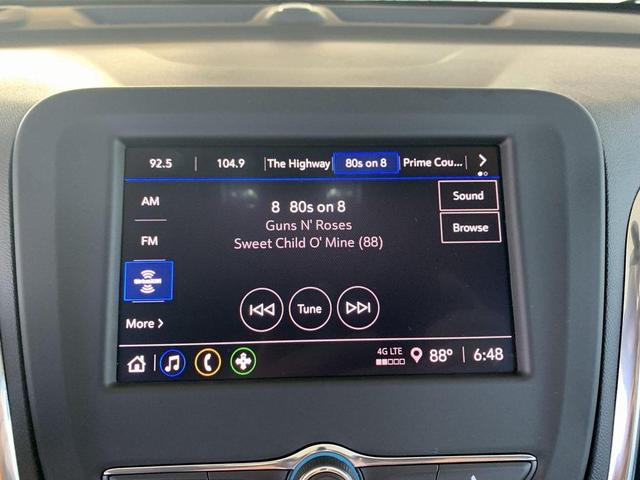 92.5 104.9 The Highway 80s on 8 Prime Cou...
AM
FM
SIRIUSXM
More
8 80s on 8
Guns N' Roses
Sweet Child O' Mine (88)
Sound
Browse
Tune
4G LTE 88° 6:48